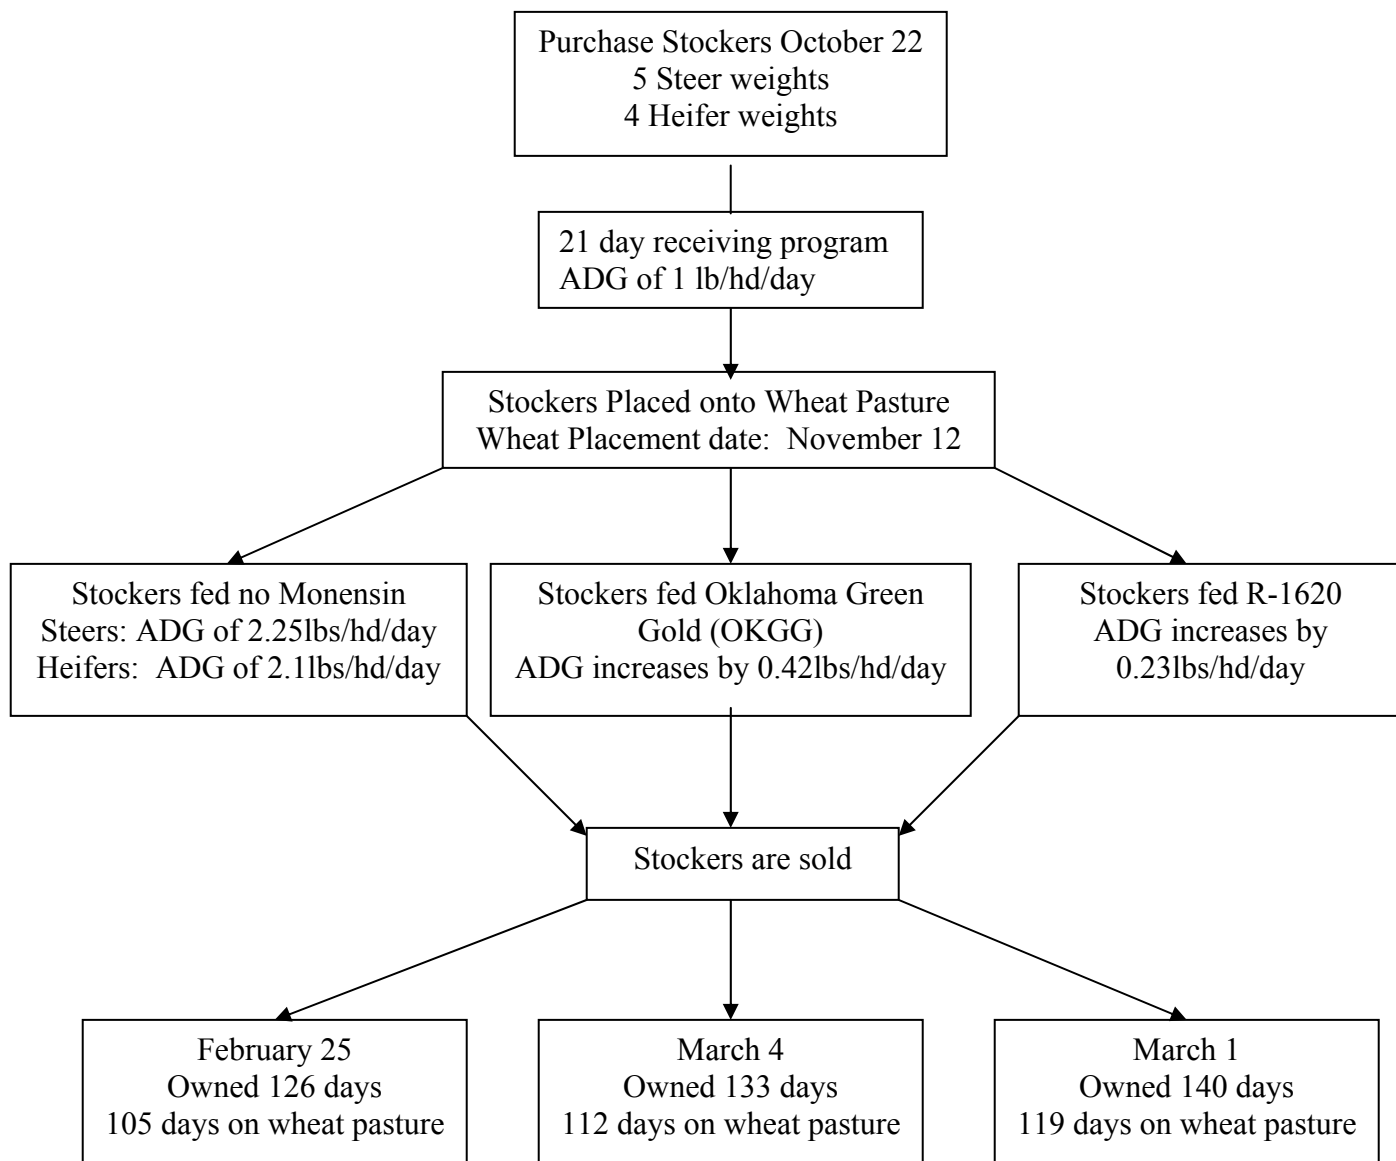 Purchase Stockers October 22
5 Steer weights
4 Heifer weights
21 day receiving program
ADG of 1 lb/hd/day
Stockers Placed onto Wheat Pasture
Wheat Placement date:  November 12
Stockers fed no Monensin
Steers: ADG of 2.25lbs/hd/day
Heifers:  ADG of 2.1lbs/hd/day
Stockers fed Oklahoma Green
Gold (OKGG)
ADG increases by 0.42lbs/hd/day
Stockers fed R-1620
ADG increases by
0.23lbs/hd/day
Stockers are sold
February 25
Owned 126 days
105 days on wheat pasture
March 4
Owned 133 days
112 days on wheat pasture
March 1
Owned 140 days
119 days on wheat pasture